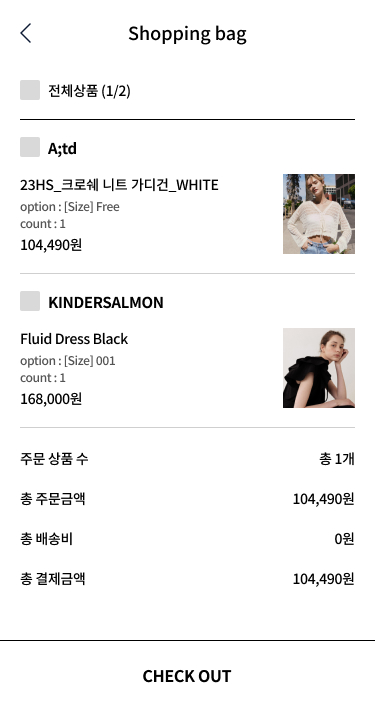 Shopping bag
전체상품 (1/2)
A;td
23HS_크로쉐 니트 가디건_WHITE
option : [Size] Free
count : 1
104,490원
KINDERSALMON
Fluid Dress Black
option : [Size] 001
count : 1
168,000원
주문 상품 수 총 1개
총 주문금액 104,490원
총 배송비 0원
총 결제금액 104,490원
CHECK OUT